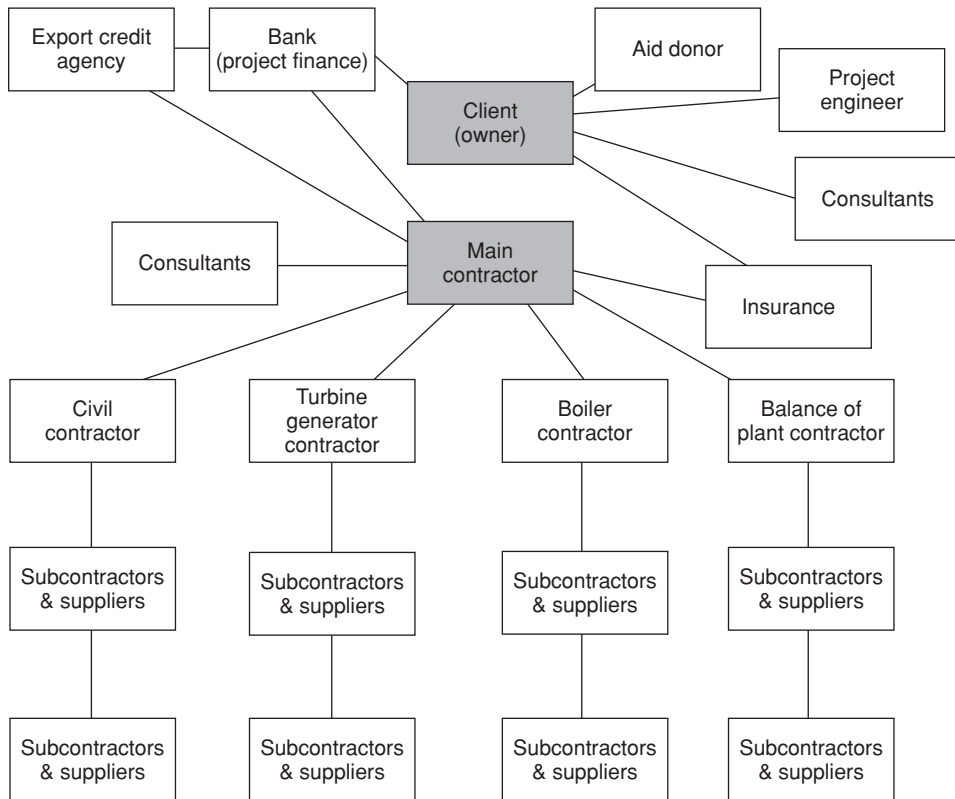 Export credit
agency
Bank
(project finance)
Aid donor
Client
(owner)
Project
engineer
Consultants
Main
contractor
Consultants
Insurance
Civil
contractor
Turbine
generator
contractor
Boiler
contractor
Balance of
plant contractor
Subcontractors
& suppliers
Subcontractors
& suppliers
Subcontractors
& suppliers
Subcontractors
& suppliers
Subcontractors
& suppliers
Subcontractors
& suppliers
Subcontractors
& suppliers
Subcontractors
& suppliers